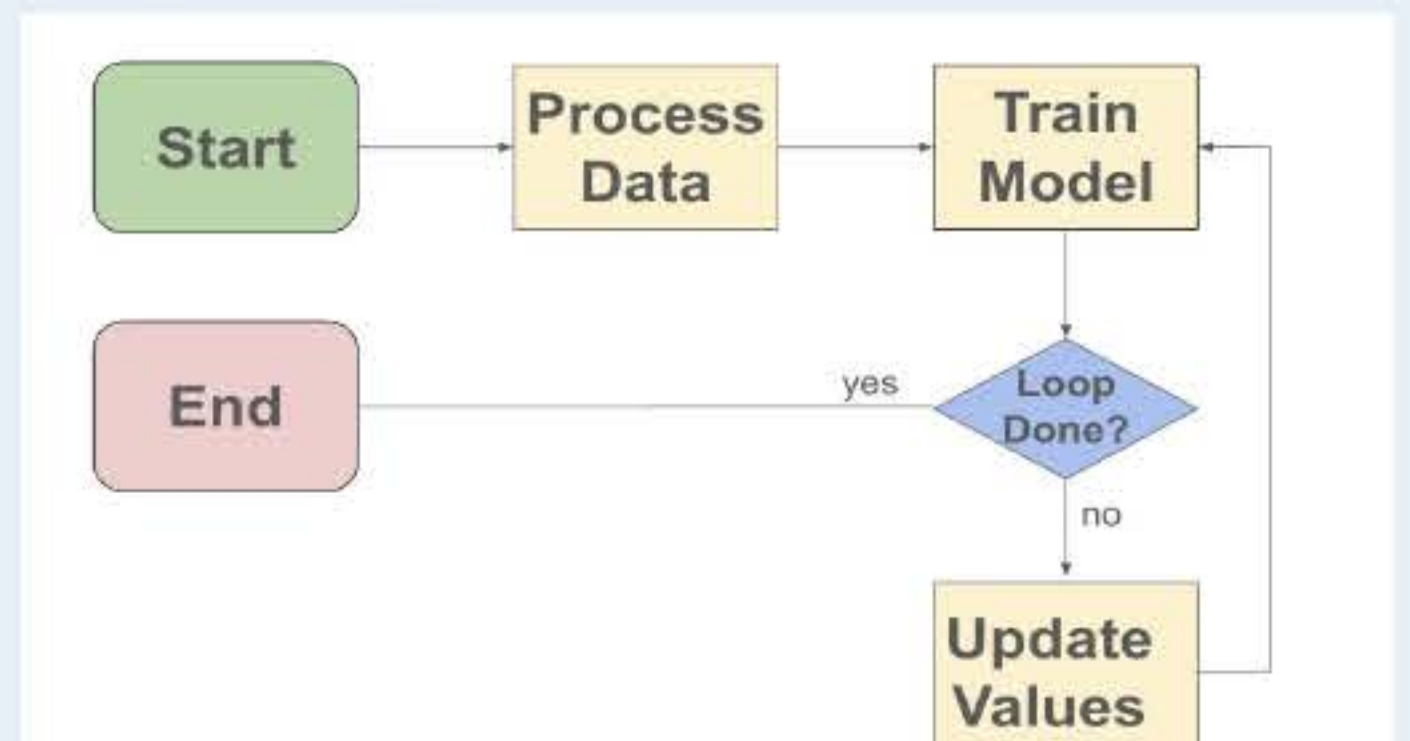 Start
Process
Data
Train
Model
End
yes
Loop
Done?
no
Update
Values